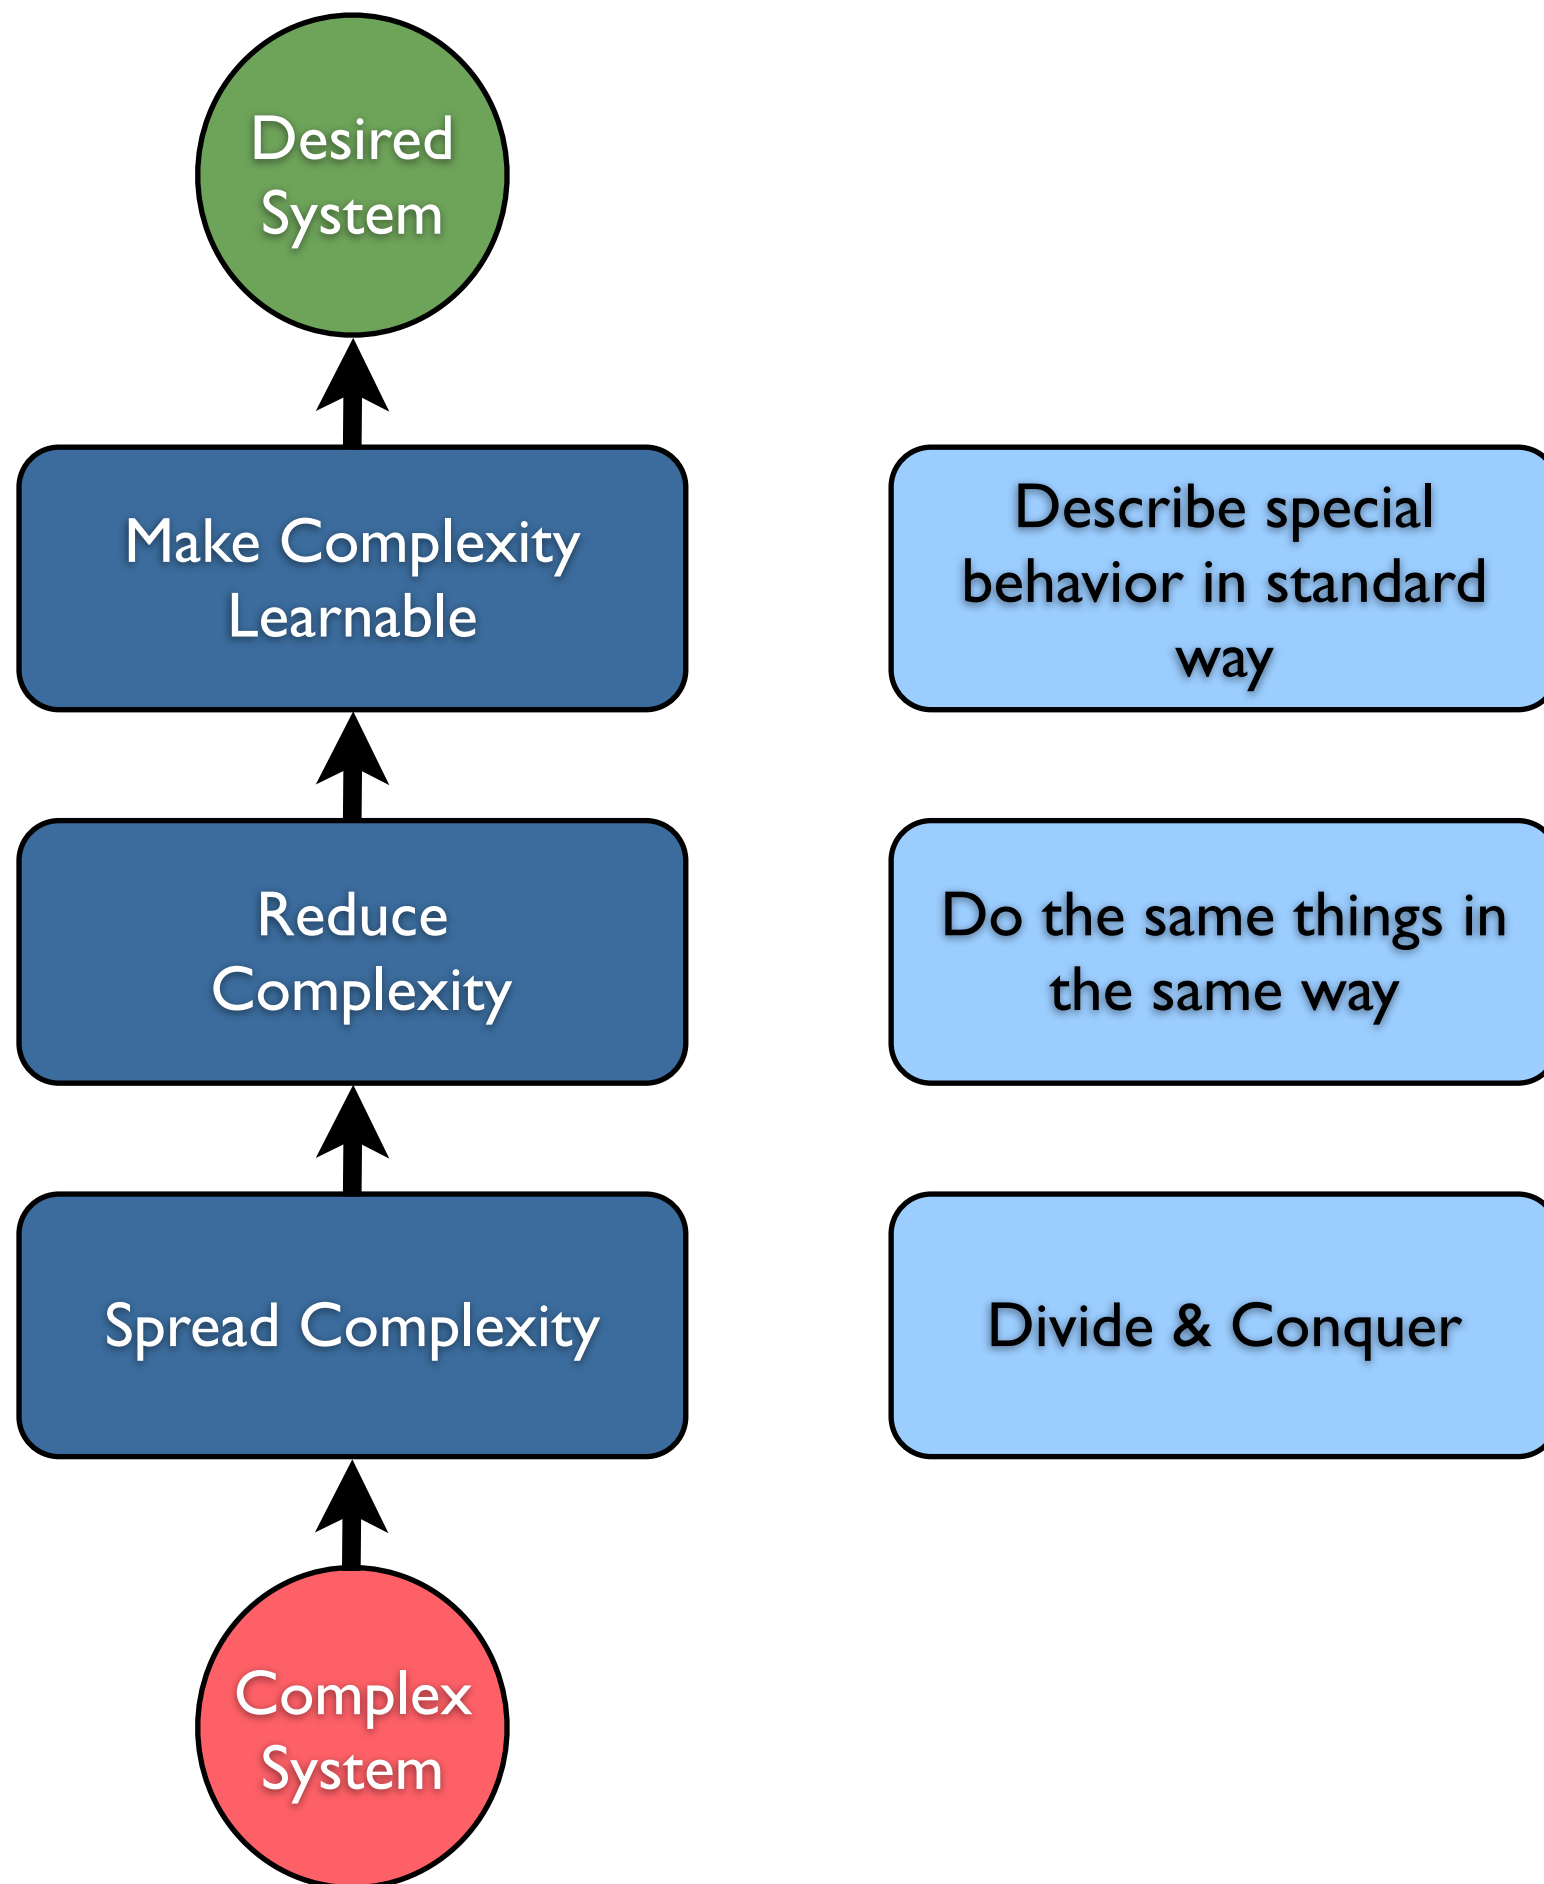 Desired
System
Make Complexity
Learnable
Describe special
behavior in standard
way
Reduce
Complexity
Do the same things in
the same way
Spread Complexity
Divide & Conquer
Complex
System